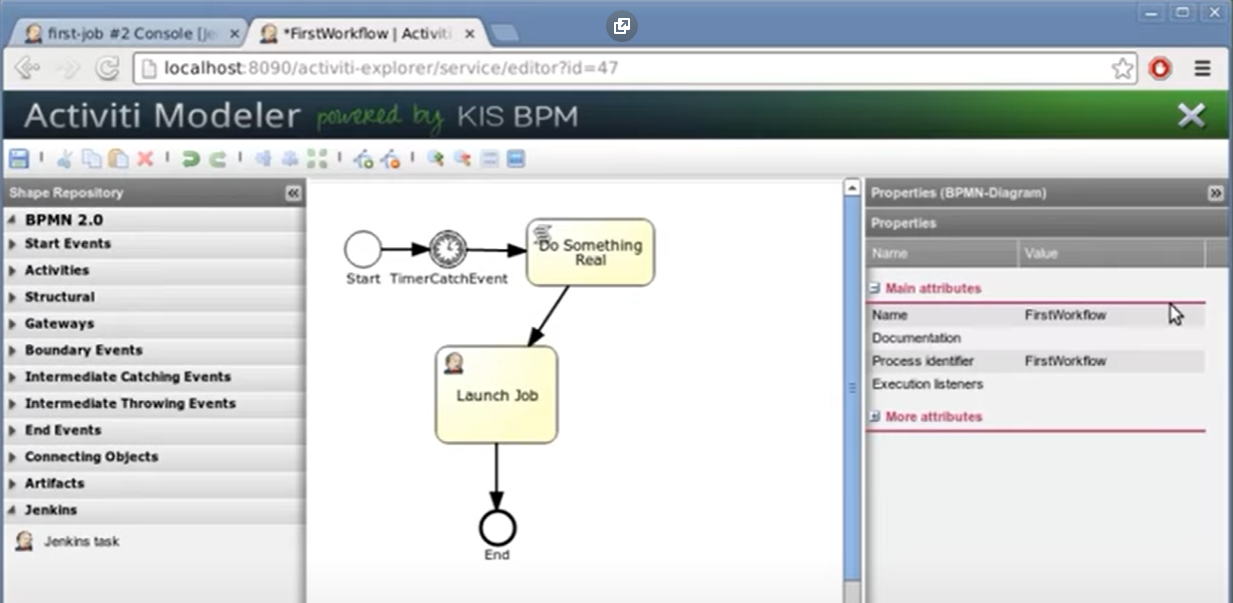 first-job #2 Console [Je
*FirstWorkflow | Activiti
localhost:8090/activiti-explorer/service/editor?id=47
Activiti Modeler powered by KIS BPM
Shape Repository
BPMN 2.0
Start Events
Activities
Structural
Gateways
Boundary Events
Intermediate Catching Events
Intermediate Throwing Events
End Events
Connecting Objects
Artifacts
Jenkins
Jenkins task
Start
TimerCatchEvent
Do Something
Real
Launch Job
End
Properties (BPMN-Diagram)
Properties
Name Value
Main attributes
Name FirstWorkflow
Documentation
Process identifier FirstWorkflow
Execution listeners
More attributes